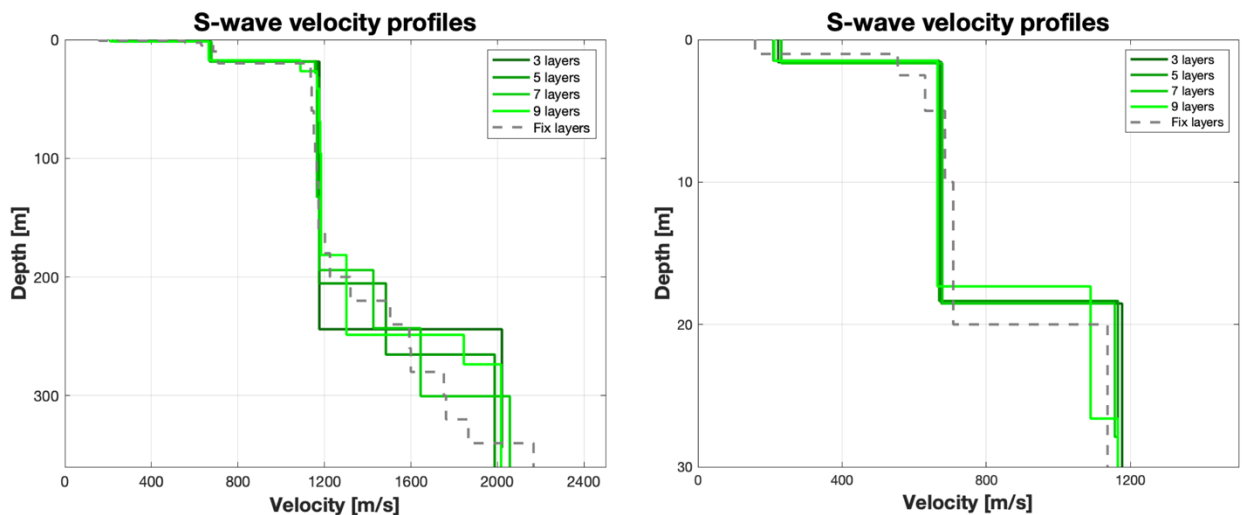 S-wave velocity profiles
0
100
200
300
Depth [m]
0
400
800
1200
1600
2000
2400
Velocity [m/s]
3 layers
5 layers
7 layers
9 layers
Fix layers
S-wave velocity profiles
0
10
20
30
Depth [m]
0
400
800
1200
Velocity [m/s]
3 layers
5 layers
7 layers
9 layers
Fix layers